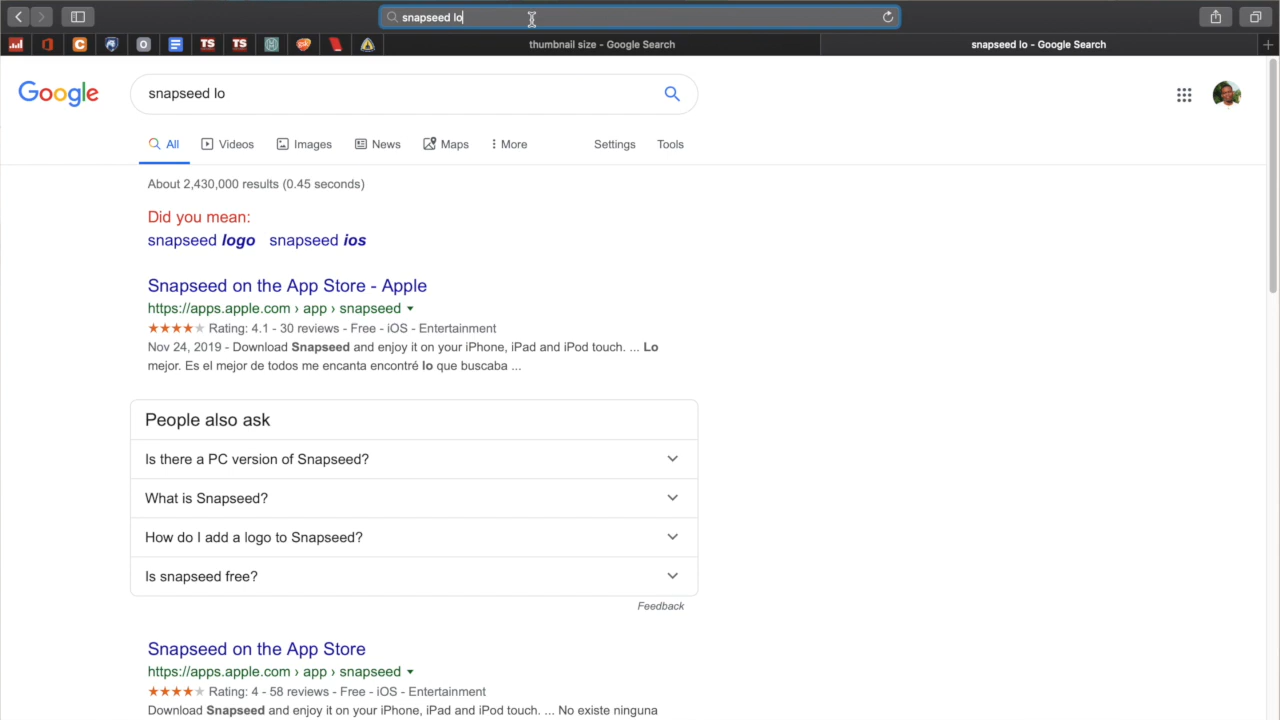 snapseed lo
TS
TS
thumbnail size - Google Search
snapseed lo - Google Search
Google
snapseed lo
All
Videos
Images
News
Maps
More
Settings
Tools
About 2,430,000 results (0.45 seconds)
Did you mean:
snapseed logo snapseed ios
Snapseed on the App Store - Apple
https://apps.apple.com › app › snapseed
Rating: 4.1 - 30 reviews - Free - iOS - Entertainment
Nov 24, 2019 - Download Snapseed and enjoy it on your iPhone, iPad and iPod touch. ... Lo
mejor. Es el mejor de todos me encanta encontré lo que buscaba ...
People also ask
Is there a PC version of Snapseed?
What is Snapseed?
How do I add a logo to Snapseed?
Is snapseed free?
Feedback
Snapseed on the App Store
https://apps.apple.com › app › snapseed
Rating: 4 - 58 reviews - Free - iOS - Entertainment
Download Snapseed and enjoy it on your iPhone, iPad and iPod touch. ... No existe ninguna